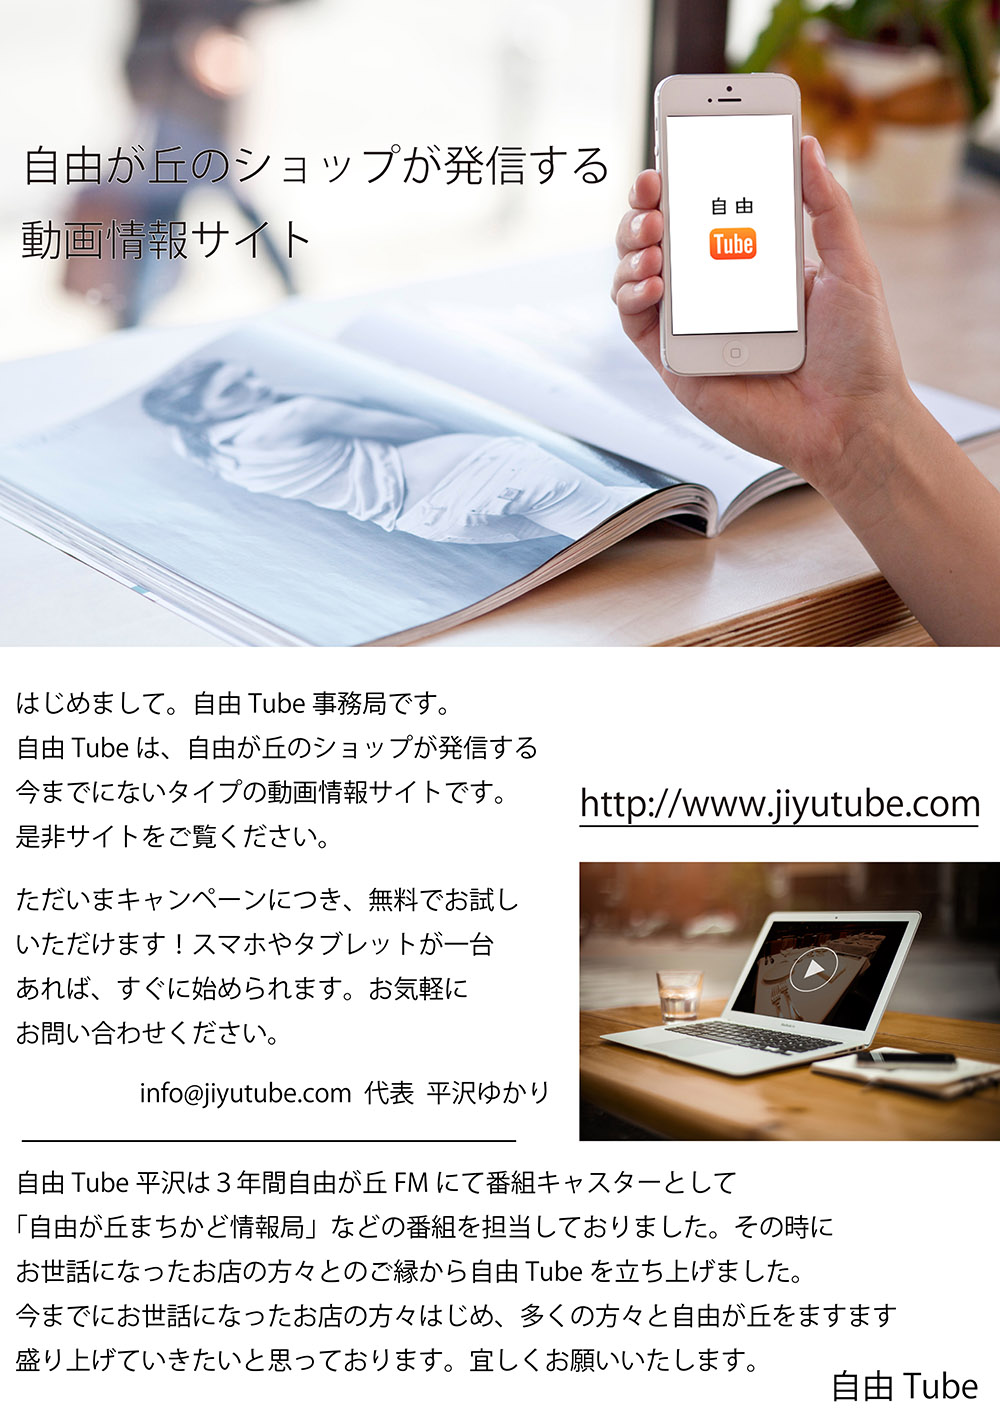 自由が丘のショップが発信する
動画情報サイト
自由
Tube
はじめまして。自由 Tube 事務局です。
自由 Tube は、自由が丘のショップが発信する
今までにないタイプの動画情報サイトです。
是非サイトをご覧ください。
http://www.jiyutube.com
ただいまキャンペーンにつき、無料でお試し
いただけます！スマホやタブレットが一台
あれば、すぐに始められます。お気軽に
お問い合わせください。
info@jiyutube.com 代表 平沢ゆかり
自由 Tube 平沢は３年間自由が丘 FM にて番組キャスターとして
「自由が丘まちかど情報局」などの番組を担当しておりました。その時に
お世話になったお店の方々とのご縁から自由 Tube を立ち上げました。
今までにお世話になったお店の方々はじめ、多くの方々と自由が丘をますます
盛り上げていきたいと思っております。宜しくお願いいたします。
自由 Tube